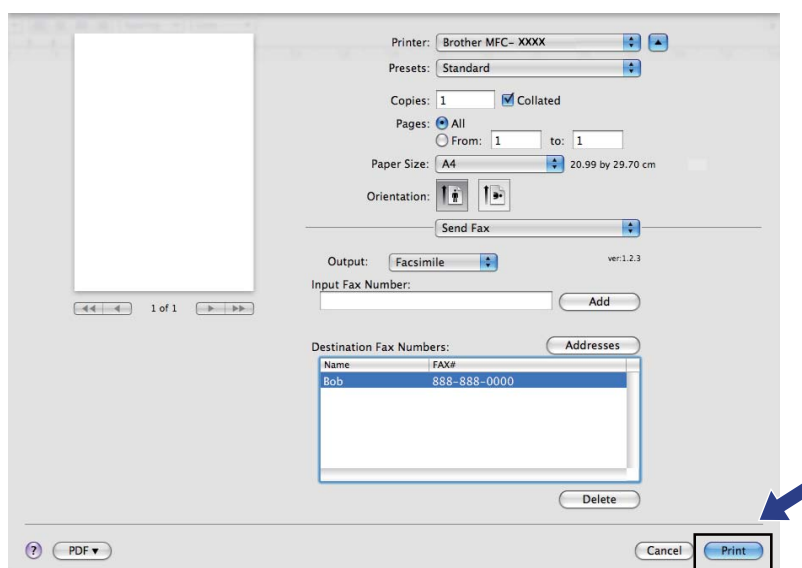 Printer: Brother MFC- XXXX
Presets: Standard
Copies: 1 Collated
Pages: All
From: 1 to: 1
Paper Size: A4 20.99 by 29.70 cm
Orientation:
Send Fax
Output: Facsimile ver:1.2.3
Input Fax Number:
Add
1 of 1
Destination Fax Numbers: Addresses
Name FAX#
Bob 888-888-0000
Delete
? PDF▼ Cancel Print